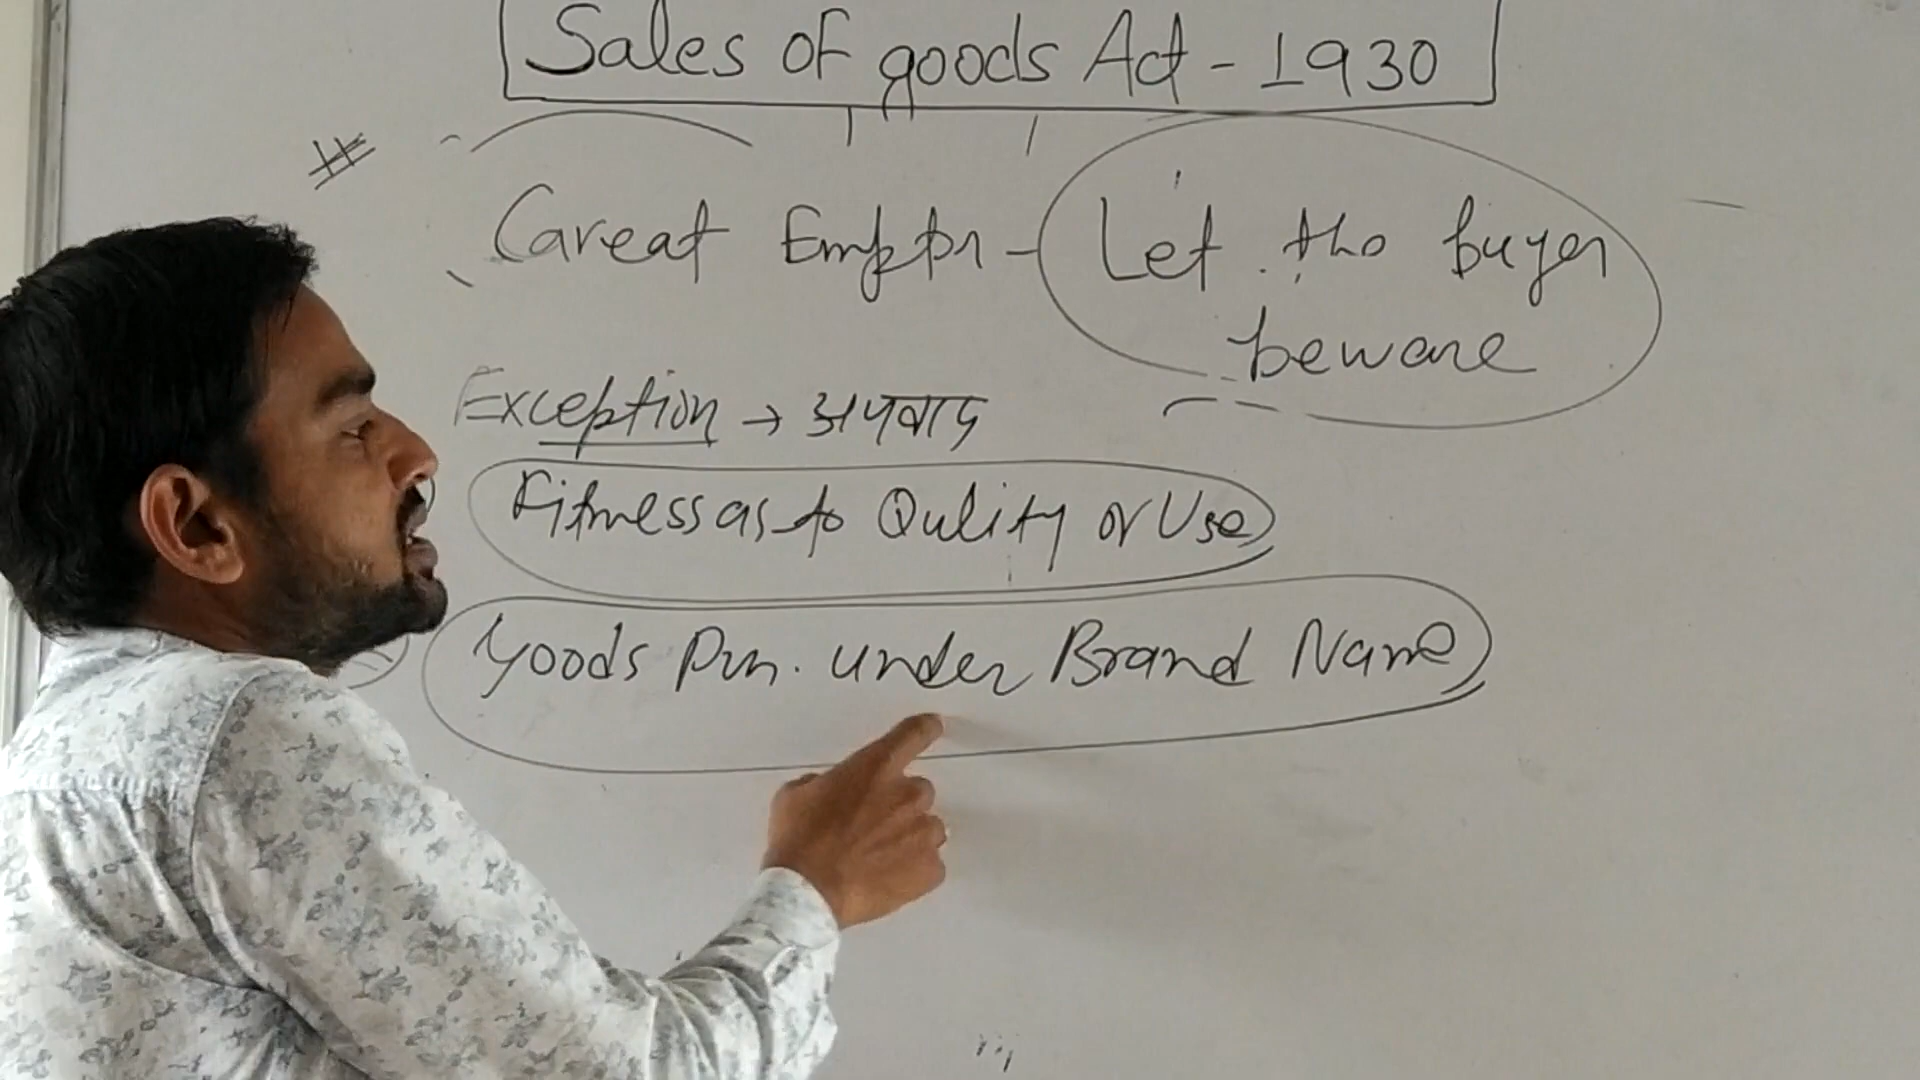 Sales of goods Act - 1930
# Caveat Emptor - Let the buyer
beware
Exception → अपवाद
Fitness as to Qulity or Use
Goods Pur. under Brand Name